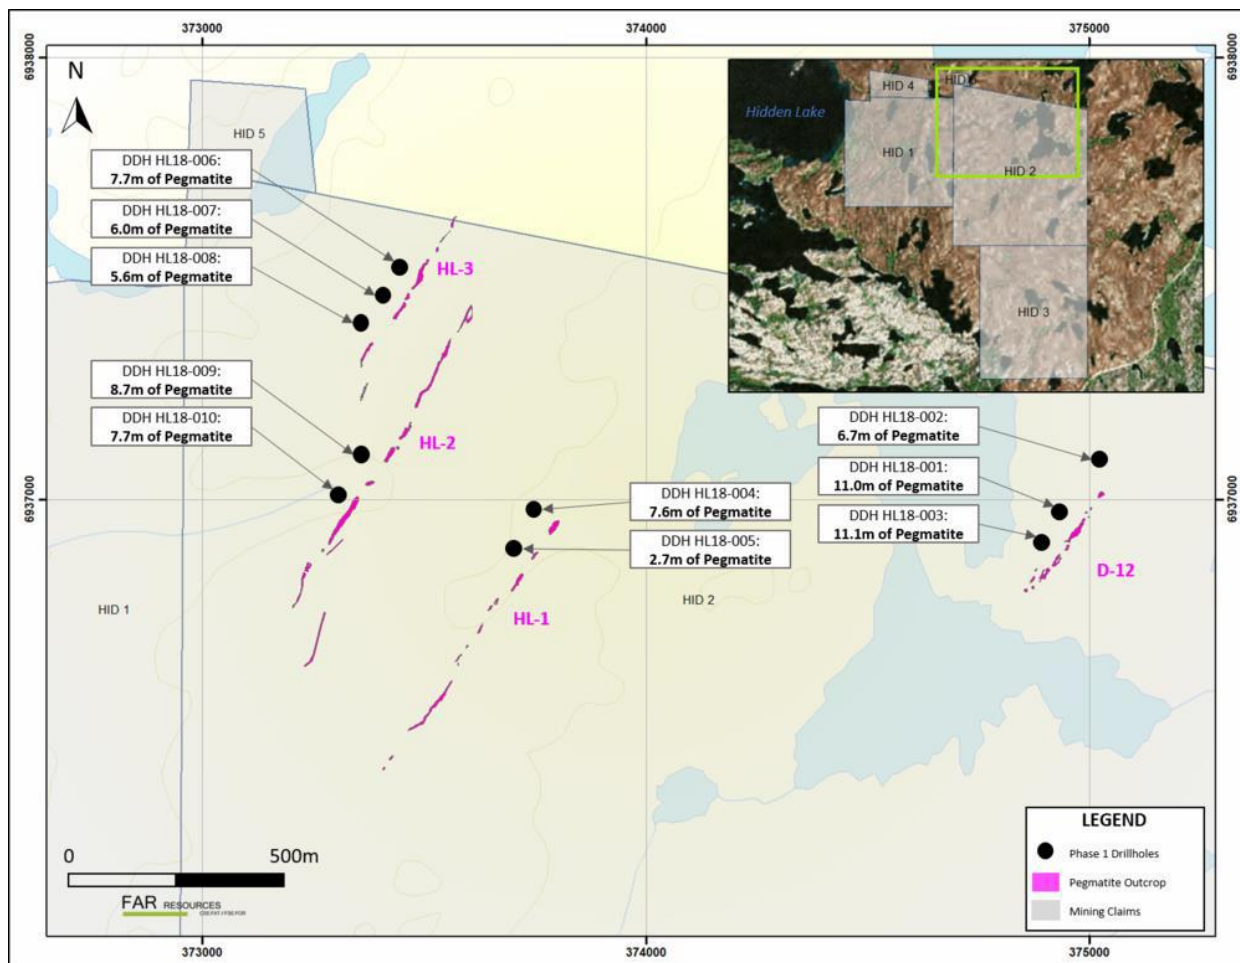 373000
374000
375000
6938000
6938000
N
HID 5
DDH HL18-006:
7.7m of Pegmatite
DDH HL18-007:
6.0m of Pegmatite
DDH HL18-008:
5.6m of Pegmatite
HL-3
Hidden Lake
HID 4
HID 1
HID 2
HID 3
DDH HL18-009:
8.7m of Pegmatite
DDH HL18-010:
7.7m of Pegmatite
HL-2
DDH HL18-002:
6.7m of Pegmatite
DDH HL18-001:
11.0m of Pegmatite
DDH HL18-003:
11.1m of Pegmatite
DDH HL18-004:
7.6m of Pegmatite
DDH HL18-005:
2.7m of Pegmatite
6937000
6937000
D-12
HID 1
HID 2
HL-1
0 500m
FAR RESOURCES
LEGEND
Phase 1 Drillholes
Pegmatite Outcrop
Mining Claims
373000
374000
375000